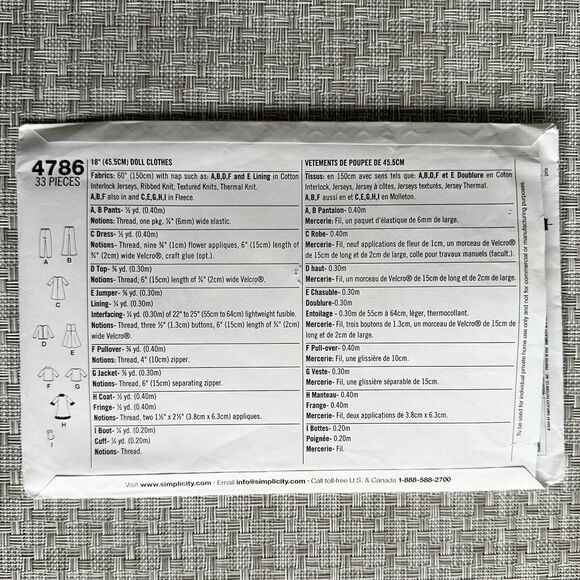 4786
33 PIECES
18" (45.5CM) DOLL CLOTHES
Fabrics: 60" (150cm) with nap such as: A,B,D,F and E Lining in Cotton
Interlock Jerseys, Ribbed Knit, Textured Knits, Thermal Knit.
A,B,F also in and C,E,G,H,I in Fleece.
A, B Pants- ½ yd. (0.40m)
Notions: Thread, one pkg. ¼" (6mm) wide elastic.
C Dress- ½ yd. (0.40m)
Notions: Thread, nine ⅜" (1cm) flower appliques, 6" (15cm) length of
¾" (2cm) wide Velcro®, craft glue (opt.).
D Top- ⅜ yd. (0.30m)
Notions: Thread, 6" (15cm) length of ¾" (2cm) wide Velcro®.
E Jumper- ⅜ yd. (0.30m)
Lining- ¼ yd. (0.30m)
Interfacing- ¼ yd. (0.30m) of 22" to 25" (55cm to 64cm) lightweight fusible.
Notions: Thread, three ½" (1.3cm) buttons, 6" (15cm) length of ¾" (2cm)
wide Velcro®.
F Pullover- ⅜ yd. (0.30m)
Notions: Thread, 4" (10cm) zipper.
G Jacket- ⅜ yd. (0.30m)
Notions: Thread, 6" (15cm) separating zipper.
H Coat- ½ yd. (0.40m)
Fringe- ½ yd. (0.40m)
Notions: Thread, two 1½" x 2½" (3.8cm x 6.3cm) appliques.
I Boot- ¼ yd. (0.20m)
Cuff- ¼ yd. (0.20m)
Notions- Thread.
VETEMENTS DE POUPEE DE 45.5CM
Tissus: en 150cm avec sens tels que: A,B,D,F et E Doublure en Coton
Interlock, Jerseys, Jersey à côtes, Jerseys texturés, Jersey Thermal.
A,B,F aussi en et C,E,G,H,I en Molleton.
A, B Pantalon- 0.40m
Mercerie: Fil, un paquet d'élastique de 6mm de large.
C Robe- 0.40m
Mercerie: Fil, neuf applications de fleur de 1cm, un morceau de Velcro®
de 15cm de long et de 2cm de large, colle pour travaux manuels (facult.).
D haut- 0.30m
Mercerie: Fil, un morceau de Velcro® de 15cm de long et de 2cm de large.
E Chasuble- 0.30m
Doublure-0.30m
Entoilage - 0.30m de 55cm à 64cm, léger, thermocollant.
Mercerie- Fil, trois boutons de 1.3cm, un morceau de Velcro® de 15cm
de long et de 2cm de large.
F Pull-over- 0.40m
Mercerie- Fil, une glissière de 10cm.
G Veste- 0.30m
Mercerie- Fil, une glissière séparable de 15cm.
H Manteau- 0.40m
Frange- 0.40m
Mercerie- Fil, deux applications de 3.8cm x 6.3cm.
I Bottes- 0.20m
Poignée- 0.20m
Mercerie- Fil.
A
B
C
D
E
F
G
H
I
To be used for individual private home use only and not for commercial or manufacturing purposes.
Visit www.simplicity.com · Email info@simplicity.com · Call toll-free U.S. & Canada 1-888-588-2700